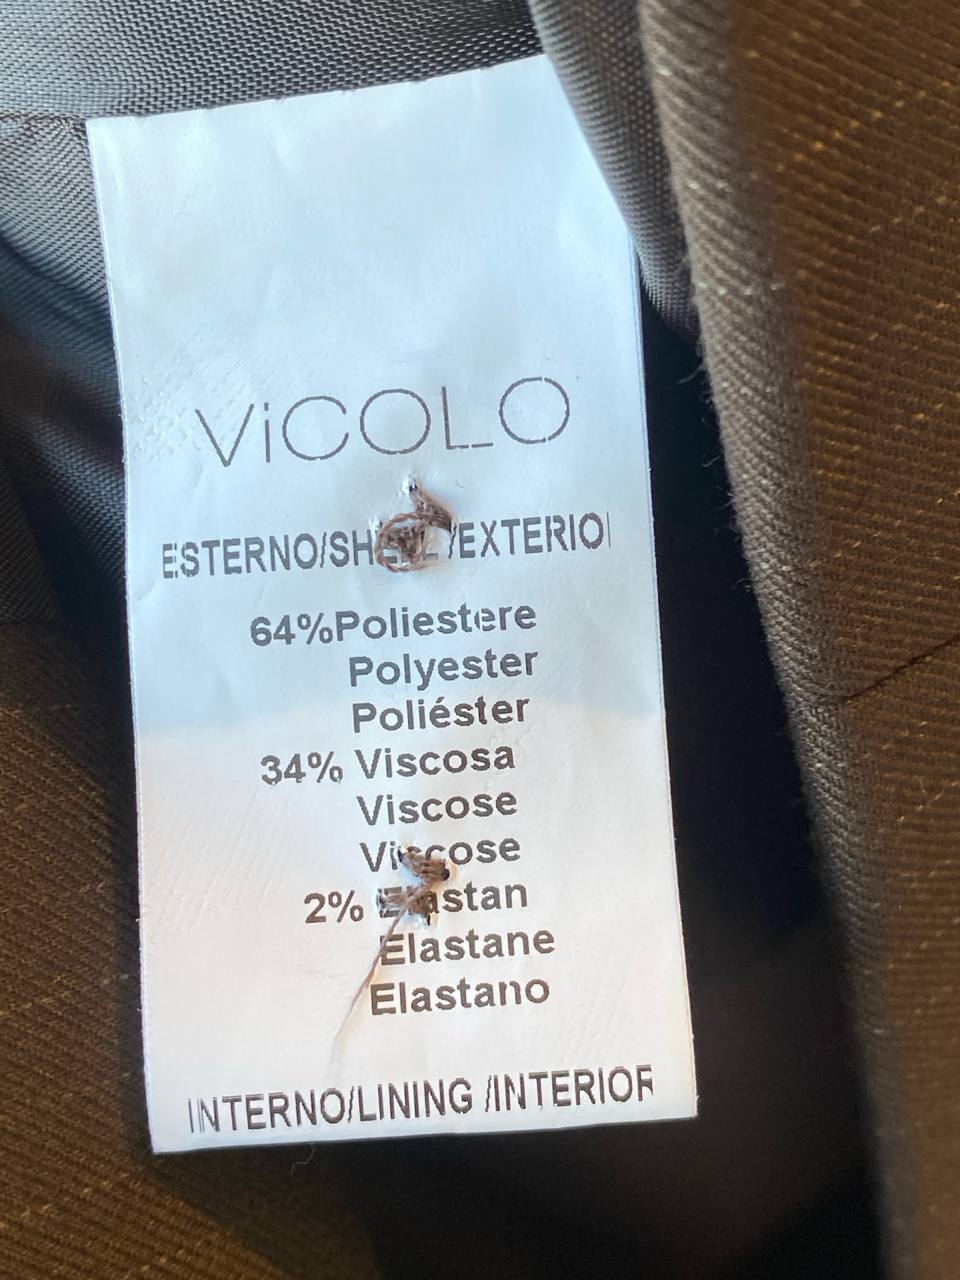 ViCOLO
ESTERNO/SHELL/EXTERIOR
64%Poliestere
Polyester
Poliéster
34% Viscosa
Viscose
Viscose
2% Elastan
Elastane
Elastano
INTERNO/LINING /INTERIOR